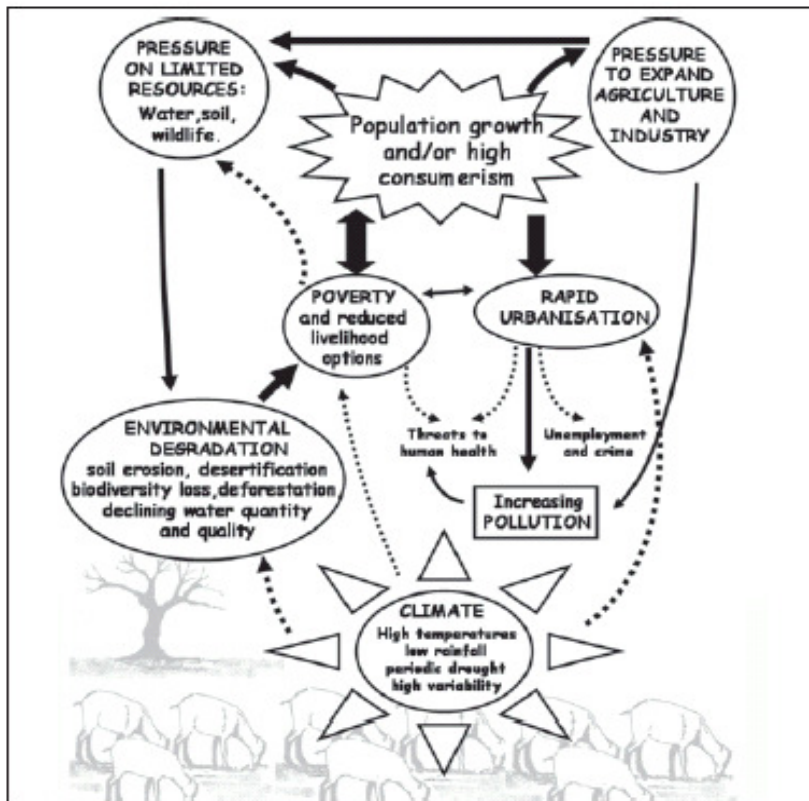 PRESSURE
ON LIMITED
RESOURCES:
Water,soil,
wildlife.
Population growth
and/or high
consumerism
PRESSURE
TO EXPAND
AGRICULTURE
AND
INDUSTRY
POVERTY
and reduced
livelihood
options
RAPID
URBANISATION
ENVIRONMENTAL
DEGRADATION
soil erosion, desertification
biodiversity loss,deforestation,
declining water quantity
and quality
Threats to
human health
Unemployment
and crime
Increasing
POLLUTION
CLIMATE
High temperatures
low rainfall
periodic drought
high variability